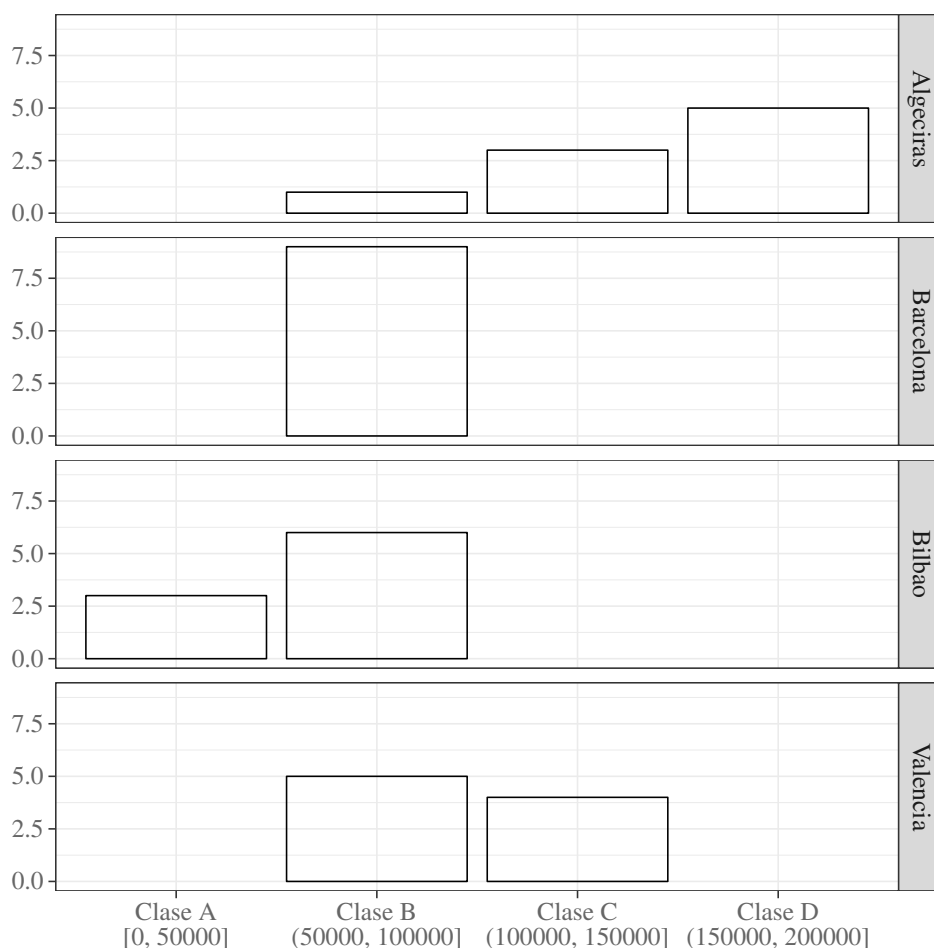 7.5
5.0
2.5
0.0
Algeciras
7.5
5.0
2.5
0.0
Barcelona
7.5
5.0
2.5
0.0
Bilbao
7.5
5.0
2.5
0.0
Valencia
Clase A
[0, 50000]
Clase B
(50000, 100000]
Clase C
(100000, 150000]
Clase D
(150000, 200000]